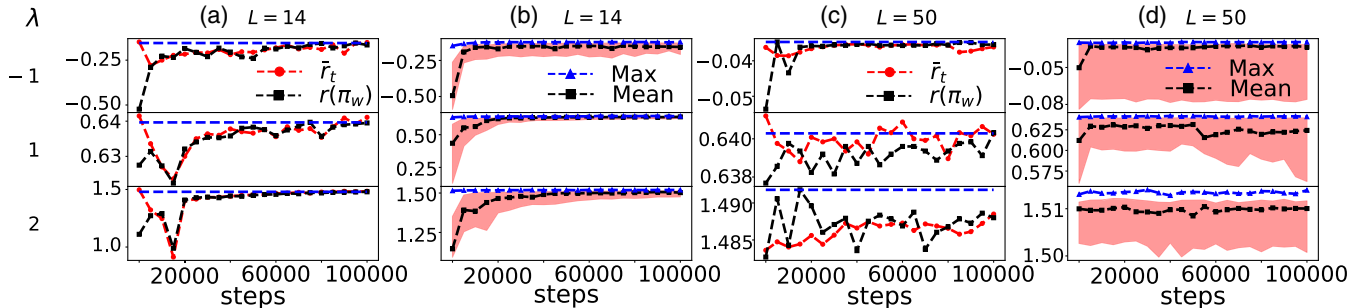 λ (a) L = 14 (b) L = 14 (c) L = 50 (d) L = 50
−1
−0.25
−0.50
r̄t
r(πw)
−0.25
−0.50
Max
Mean
−0.04
−0.05
r̄t
r(πw)
−0.05
−0.08
Max
Mean
1
0.64
0.63
0.50
0.25
0.640
0.638
0.625
0.600
0.575
2
1.5
1.0
1.50
1.25
1.492
1.485
1.51
1.50
20000 60000 100000
20000 60000 100000
20000 60000 100000
20000 60000 100000
steps steps steps steps